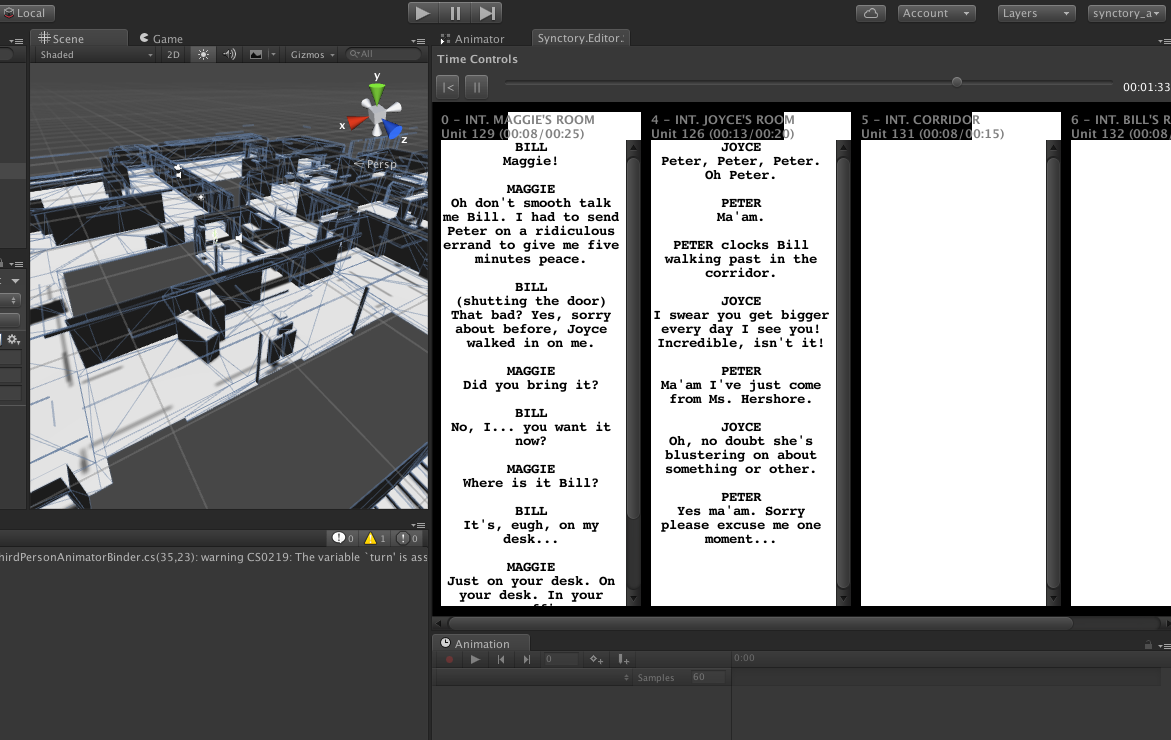 Local
Account
Layers
synctory_a
Scene
Game
Shaded
2D
Gizmos
All
y
x
z
Persp
0
1
0
hirdPersonAnimatorBinder.cs(35,23): warning CS0219: The variable `turn' is ass
Animator
Synctory.Editor.
Time Controls
00:01:33
0 – INT. MAGGIE'S ROOM
Unit 129 (00:08/00:25)
BILL
Maggie!
MAGGIE
Oh don't smooth talk
me Bill. I had to send
Peter on a ridiculous
errand to give me five
minutes peace.
BILL
(shutting the door)
That bad? Yes, sorry
about before, Joyce
walked in on me.
MAGGIE
Did you bring it?
BILL
No, I... you want it
now?
MAGGIE
Where is it Bill?
BILL
It's, eugh, on my
desk...
MAGGIE
Just on your desk. On
your desk. In your
4 – INT. JOYCE'S ROOM
Unit 126 (00:13/00:20)
JOYCE
Peter, Peter, Peter.
Oh Peter.
PETER
Ma'am.
PETER clocks Bill
walking past in the
corridor.
JOYCE
I swear you get bigger
every day I see you!
Incredible, isn't it!
PETER
Ma'am I've just come
from Ms. Hershore.
JOYCE
Oh, no doubt she's
blustering on about
something or other.
PETER
Yes ma'am. Sorry
please excuse me one
moment...
5 – INT. CORRIDOR
Unit 131 (00:08/00:15)
6 – INT. BILL'S R
Unit 132 (00:08
Animation
0
0:00
Samples
60